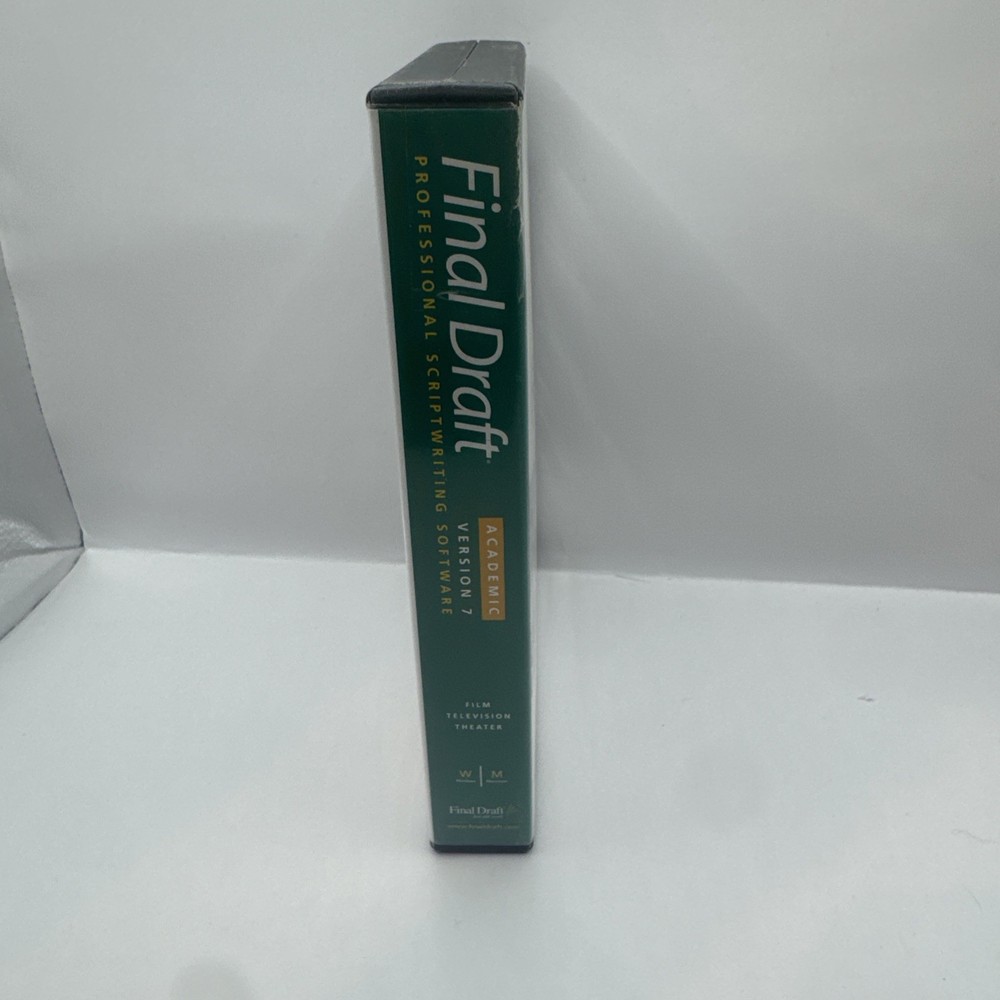 Final Draft
PROFESSIONAL SCRIPTWRITING SOFTWARE
ACADEMIC
VERSION 7
FILM
TELEVISION
THEATER
W | M
Final Draft